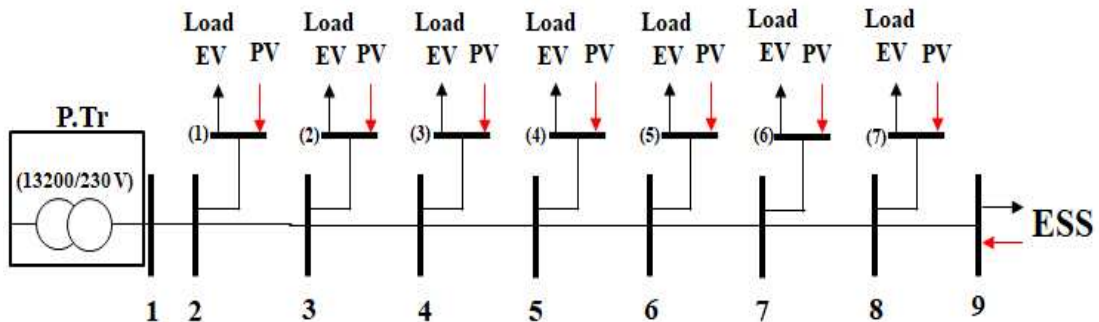 Load Load Load Load Load Load Load
EV PV EV PV EV PV EV PV EV PV EV PV EV PV
P.Tr
(1) (2) (3) (4) (5) (6) (7)
(13200/230 V)
ESS
1 2 3 4 5 6 7 8 9